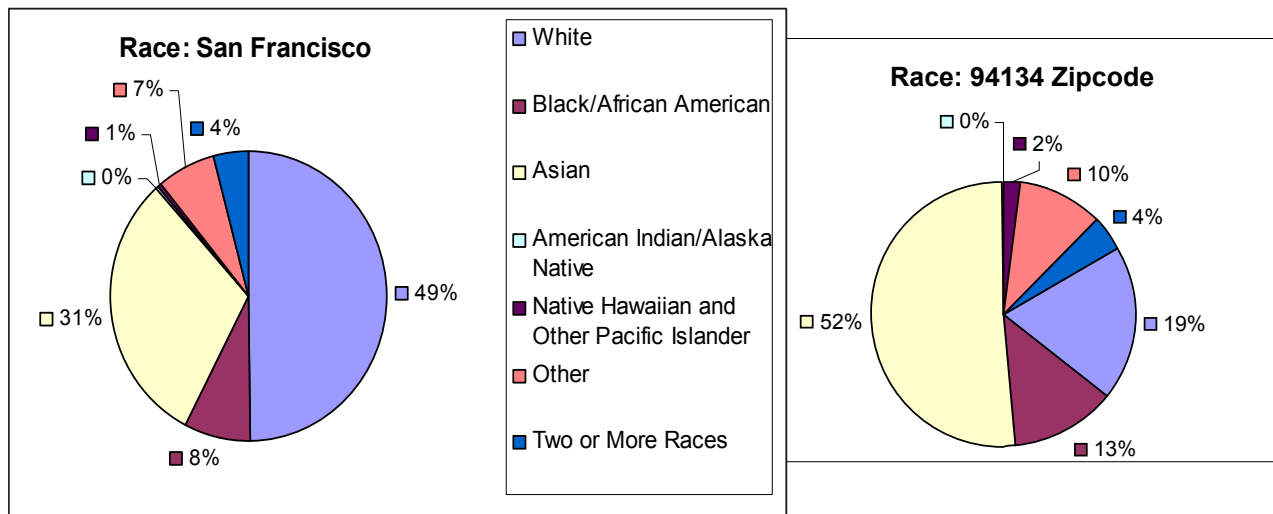 Race: San Francisco
7%
1%
4%
0%
49%
31%
8%
White
Black/African American
Asian
American Indian/Alaska
Native
Native Hawaiian and
Other Pacific Islander
Other
Two or More Races
Race: 94134 Zipcode
0%
2%
10%
4%
52%
19%
13%